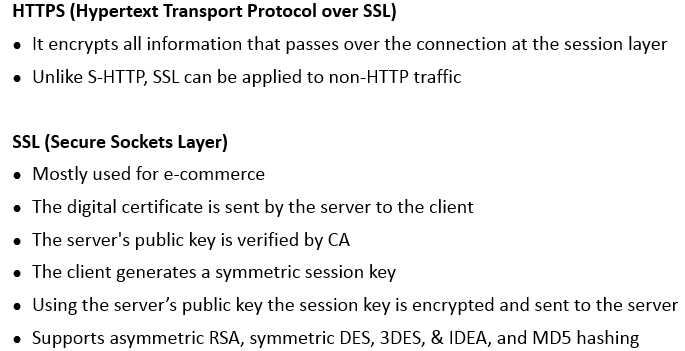 HTTPS (Hypertext Transport Protocol over SSL)
• It encrypts all information that passes over the connection at the session layer
• Unlike S-HTTP, SSL can be applied to non-HTTP traffic
SSL (Secure Sockets Layer)
• Mostly used for e-commerce
• The digital certificate is sent by the server to the client
• The server's public key is verified by CA
• The client generates a symmetric session key
• Using the server’s public key the session key is encrypted and sent to the server
• Supports asymmetric RSA, symmetric DES, 3DES, & IDEA, and MD5 hashing